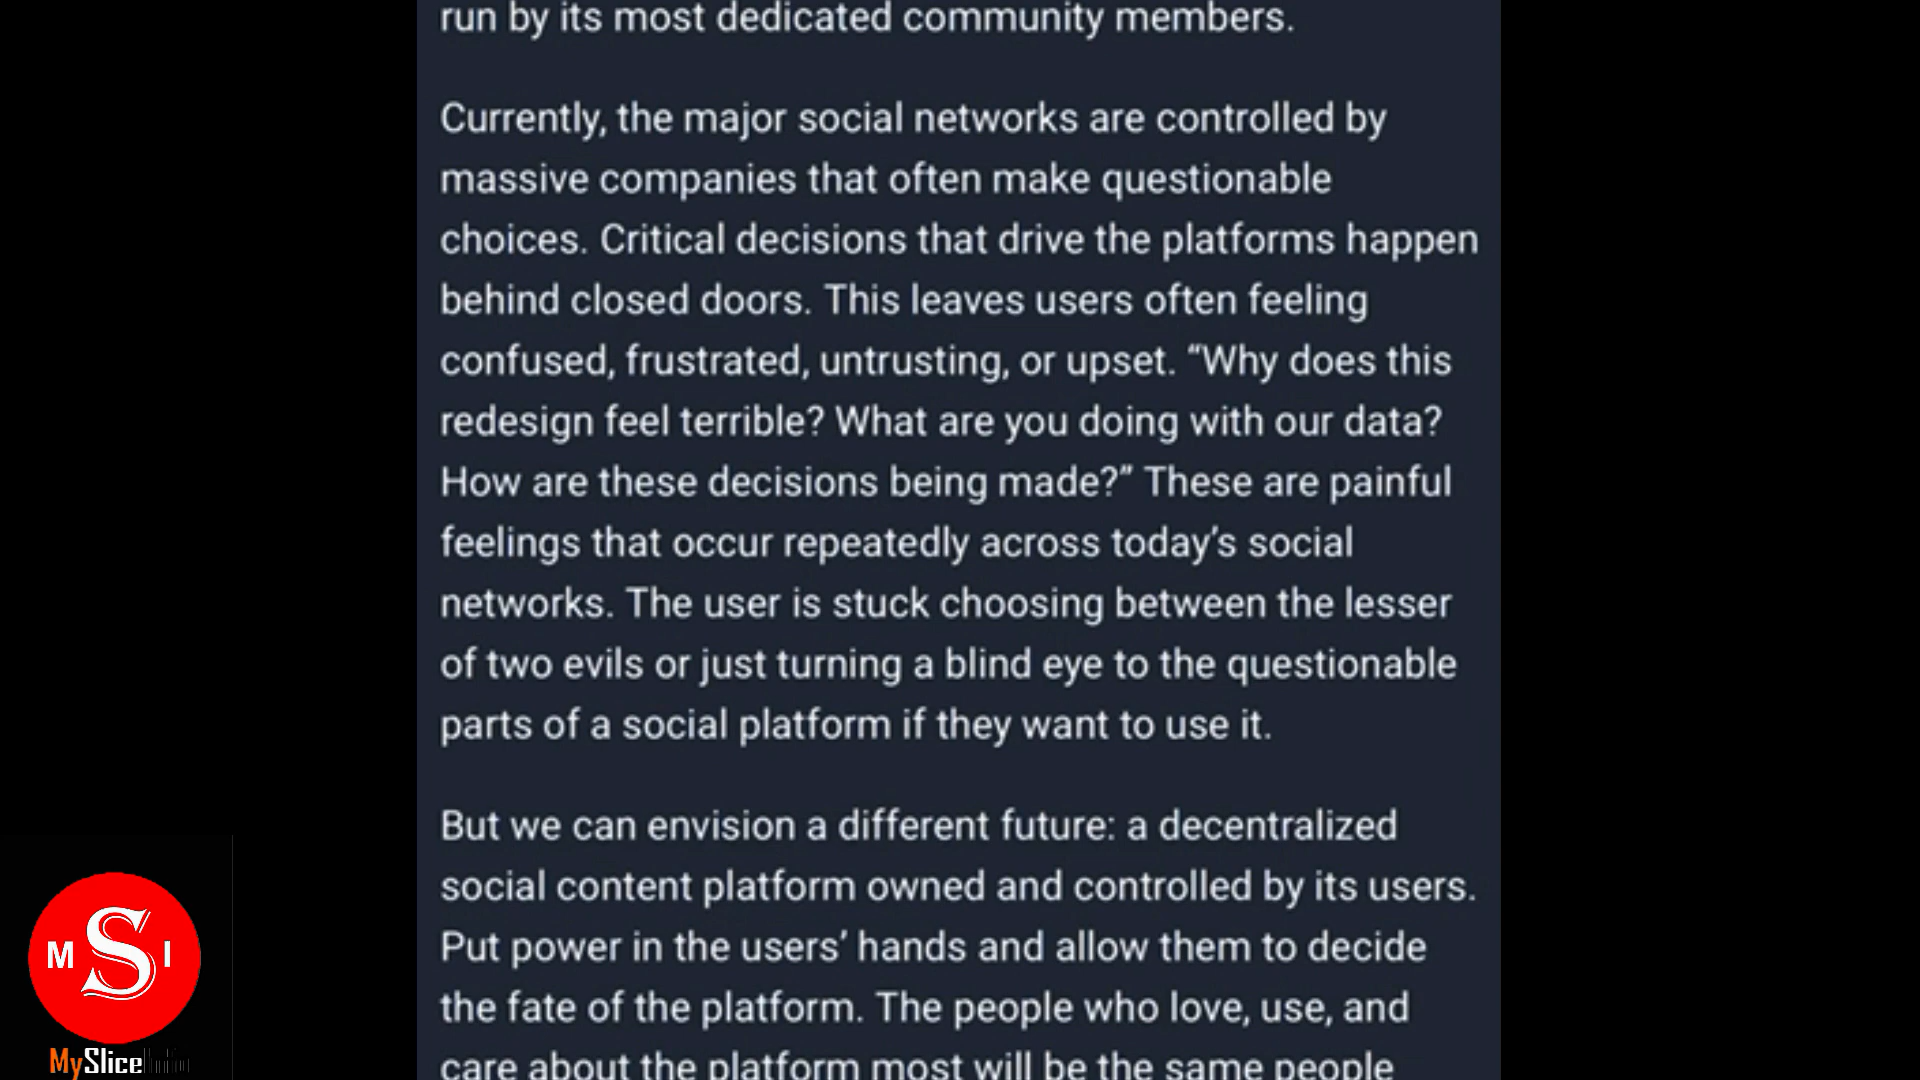 run by its most dedicated community members.
Currently, the major social networks are controlled by
massive companies that often make questionable
choices. Critical decisions that drive the platforms happen
behind closed doors. This leaves users often feeling
confused, frustrated, untrusting, or upset. “Why does this
redesign feel terrible? What are you doing with our data?
How are these decisions being made?” These are painful
feelings that occur repeatedly across today’s social
networks. The user is stuck choosing between the lesser
of two evils or just turning a blind eye to the questionable
parts of a social platform if they want to use it.
But we can envision a different future: a decentralized
social content platform owned and controlled by its users.
Put power in the users’ hands and allow them to decide
the fate of the platform. The people who love, use, and
care about the platform most will be the same people
M S I
MySliceInfo